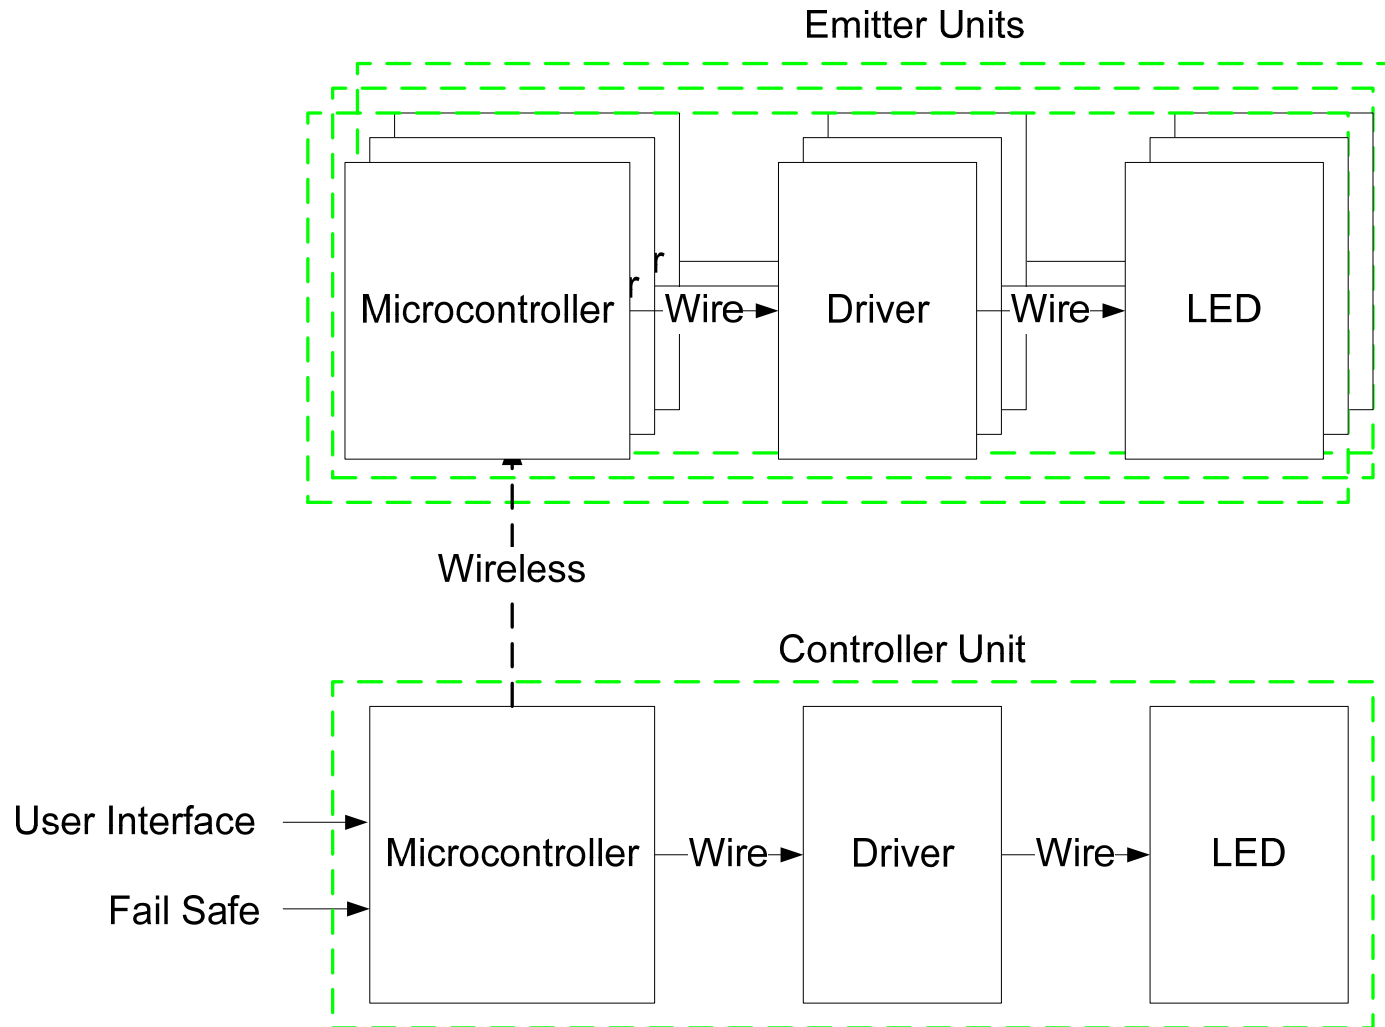 Emitter Units
r
r
Microcontroller
Wire
Driver
Wire
LED
Wireless
Controller Unit
User Interface
Fail Safe
Microcontroller
Wire
Driver
Wire
LED